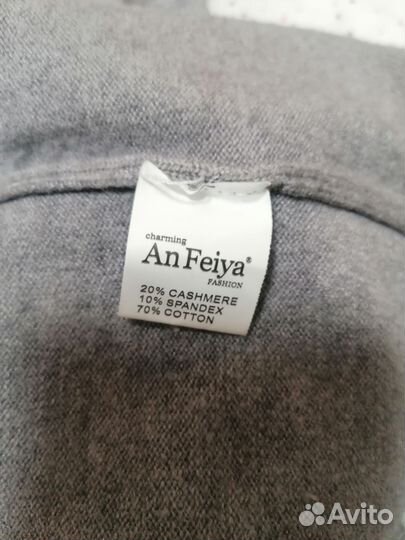 charming
An Feiya®
FASHION
20% CASHMERE
10% SPANDEX
70% COTTON
Avito